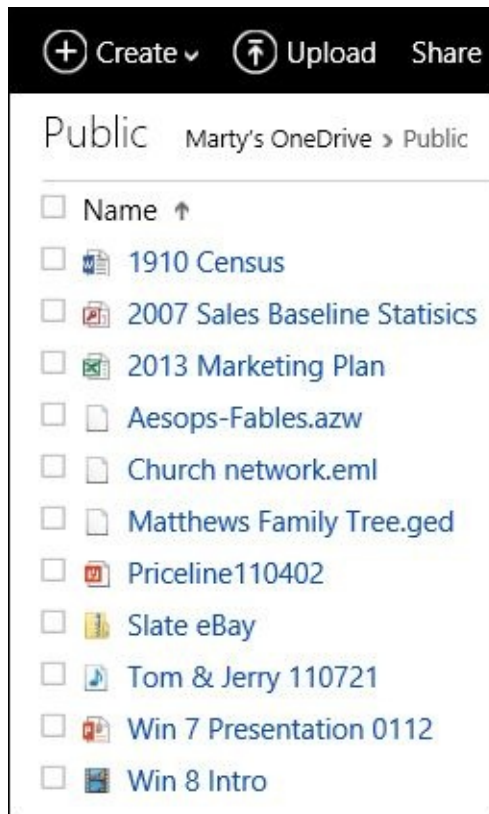 Create Upload Share
Public Marty's OneDrive > Public
Name
1910 Census
2007 Sales Baseline Statisics
2013 Marketing Plan
Aesops-Fables.azw
Church network.eml
Matthews Family Tree.ged
Priceline110402
Slate eBay
Tom & Jerry 110721
Win 7 Presentation 0112
Win 8 Intro